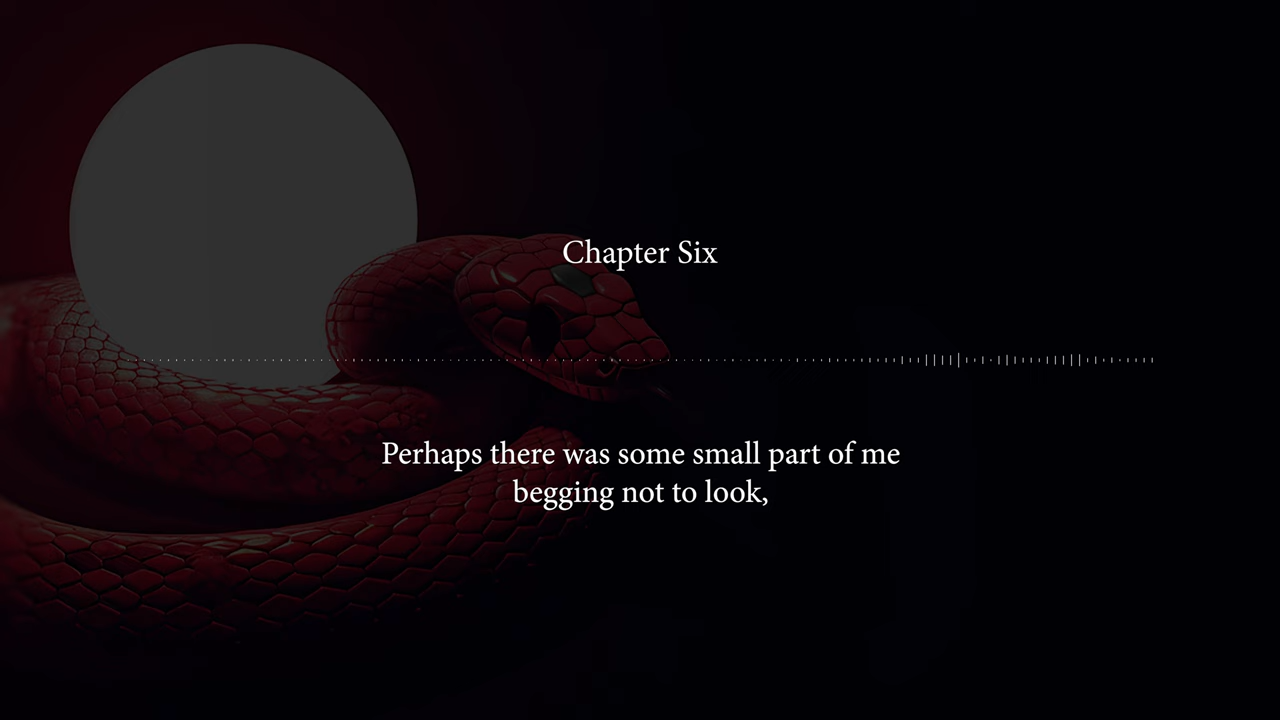 Chapter Six
Perhaps there was some small part of me
begging not to look,